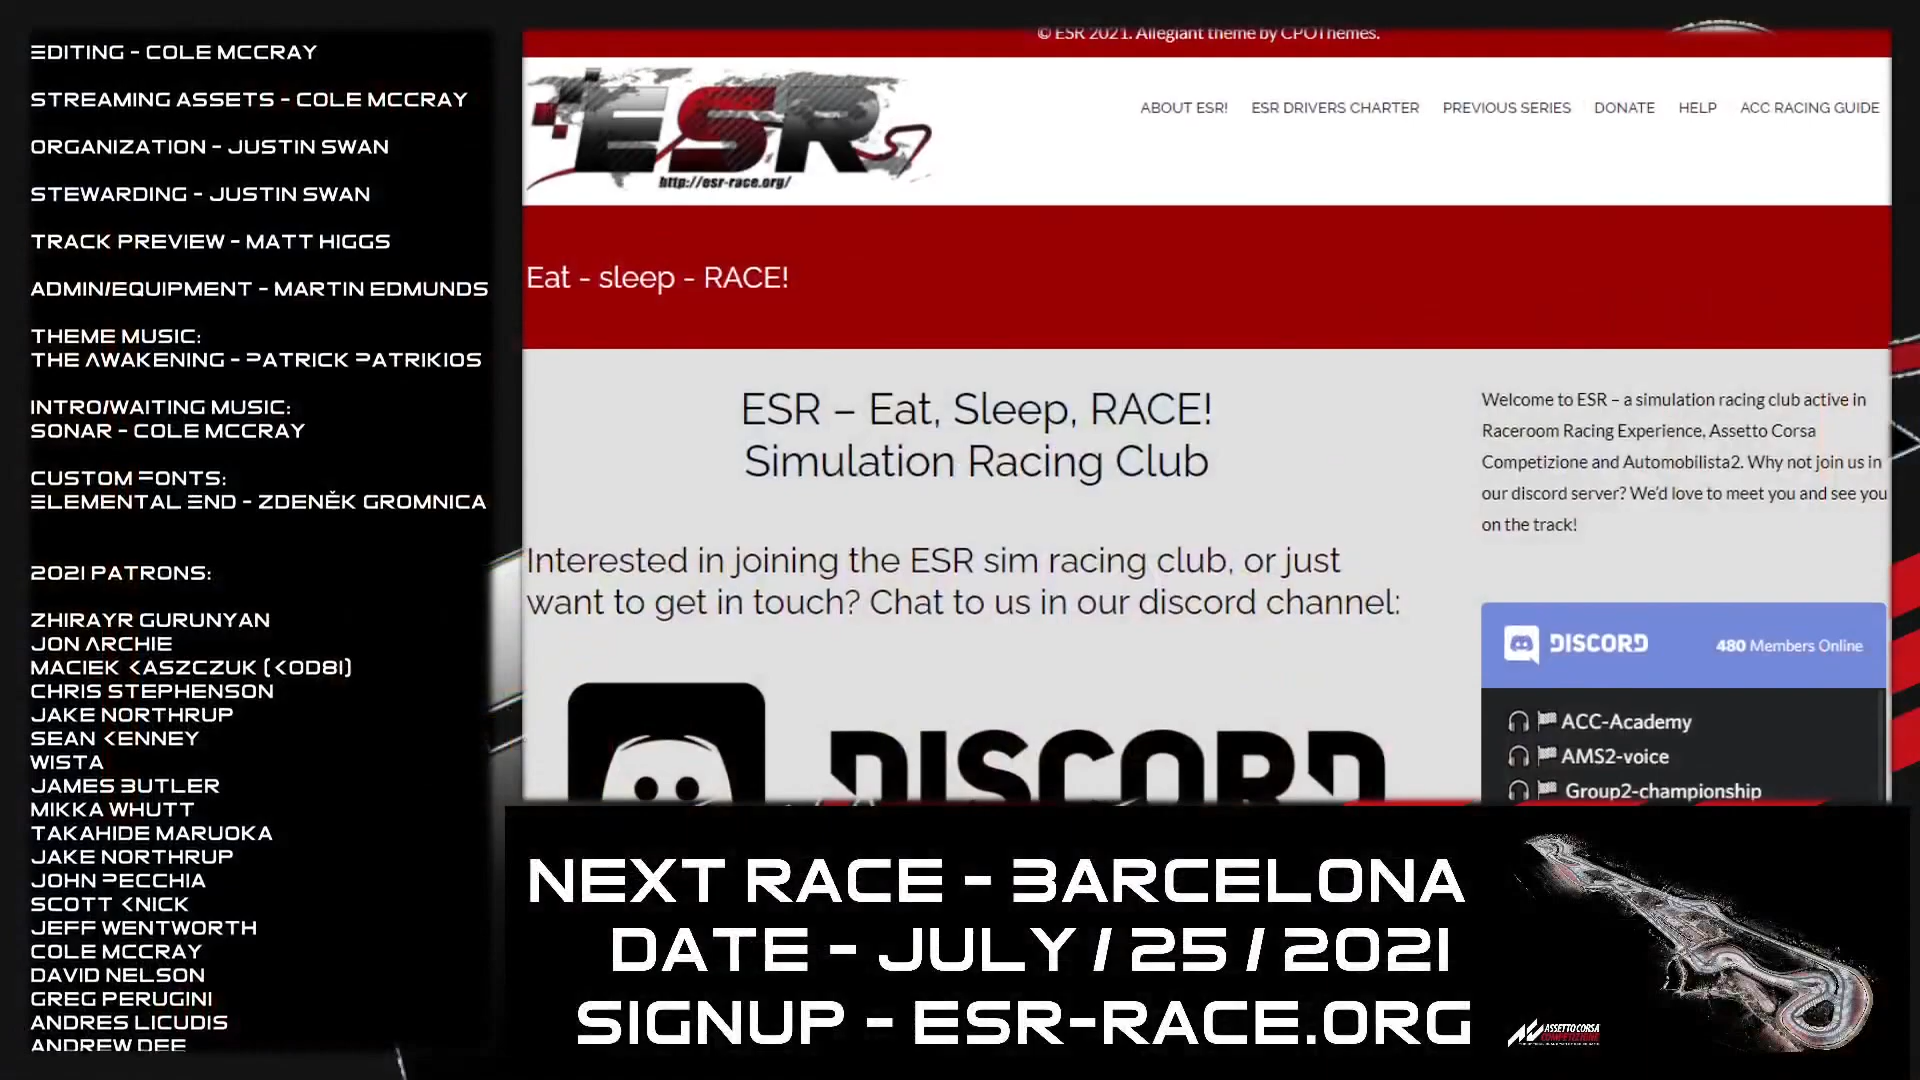 EDITING - COLE MCCRAY
STREAMING ASSETS - COLE MCCRAY
ORGANIZATION - JUSTIN SWAN
STEWARDING - JUSTIN SWAN
TRACK PREVIEW - MATT HIGGS
ADMIN/EQUIPMENT - MARTIN EDMUNDS
THEME MUSIC:
THE AWAKENING - PATRICK PATRIKIOS
INTRO/WAITING MUSIC:
SONAR - COLE MCCRAY
CUSTOM FONTS:
ELEMENTAL END - ZDENĚK GROMNICA
2021 PATRONS:
ZHIRAYR GURUNYAN
JON ARCHIE
MACIEK KASZCZUK (K0D81)
CHRIS STEPHENSON
JAKE NORTHRUP
SEAN KENNEY
WISTA
JAMES BUTLER
MIKKA WHUTT
TAKAHIDE MARUOKA
JAKE NORTHRUP
JOHN PECCHIA
SCOTT KNICK
JEFF WENTWORTH
COLE MCCRAY
DAVID NELSON
GREG PERUGINI
ANDRES LICUDIS
ANDREW DEE
© ESR 2021. Allegiant theme by CPOThemes.
ESR
http://esr-race.org/
ABOUT ESR! ESR DRIVERS CHARTER PREVIOUS SERIES DONATE HELP ACC RACING GUIDE
Eat - sleep - RACE!
ESR – Eat, Sleep, RACE!
Simulation Racing Club
Interested in joining the ESR sim racing club, or just
want to get in touch? Chat to us in our discord channel:
DISCORD
Welcome to ESR – a simulation racing club active in
Raceroom Racing Experience, Assetto Corsa
Competizione and Automobilista2. Why not join us in
our discord server? We'd love to meet you and see you
on the track!
DISCORD 480 Members Online
ACC-Academy
AMS2-voice
Group2-championship
NEXT RACE - BARCELONA
DATE - JULY / 25 / 2021
SIGNUP - ESR-RACE.ORG
ASSETTO CORSA
COMPETIZIONE